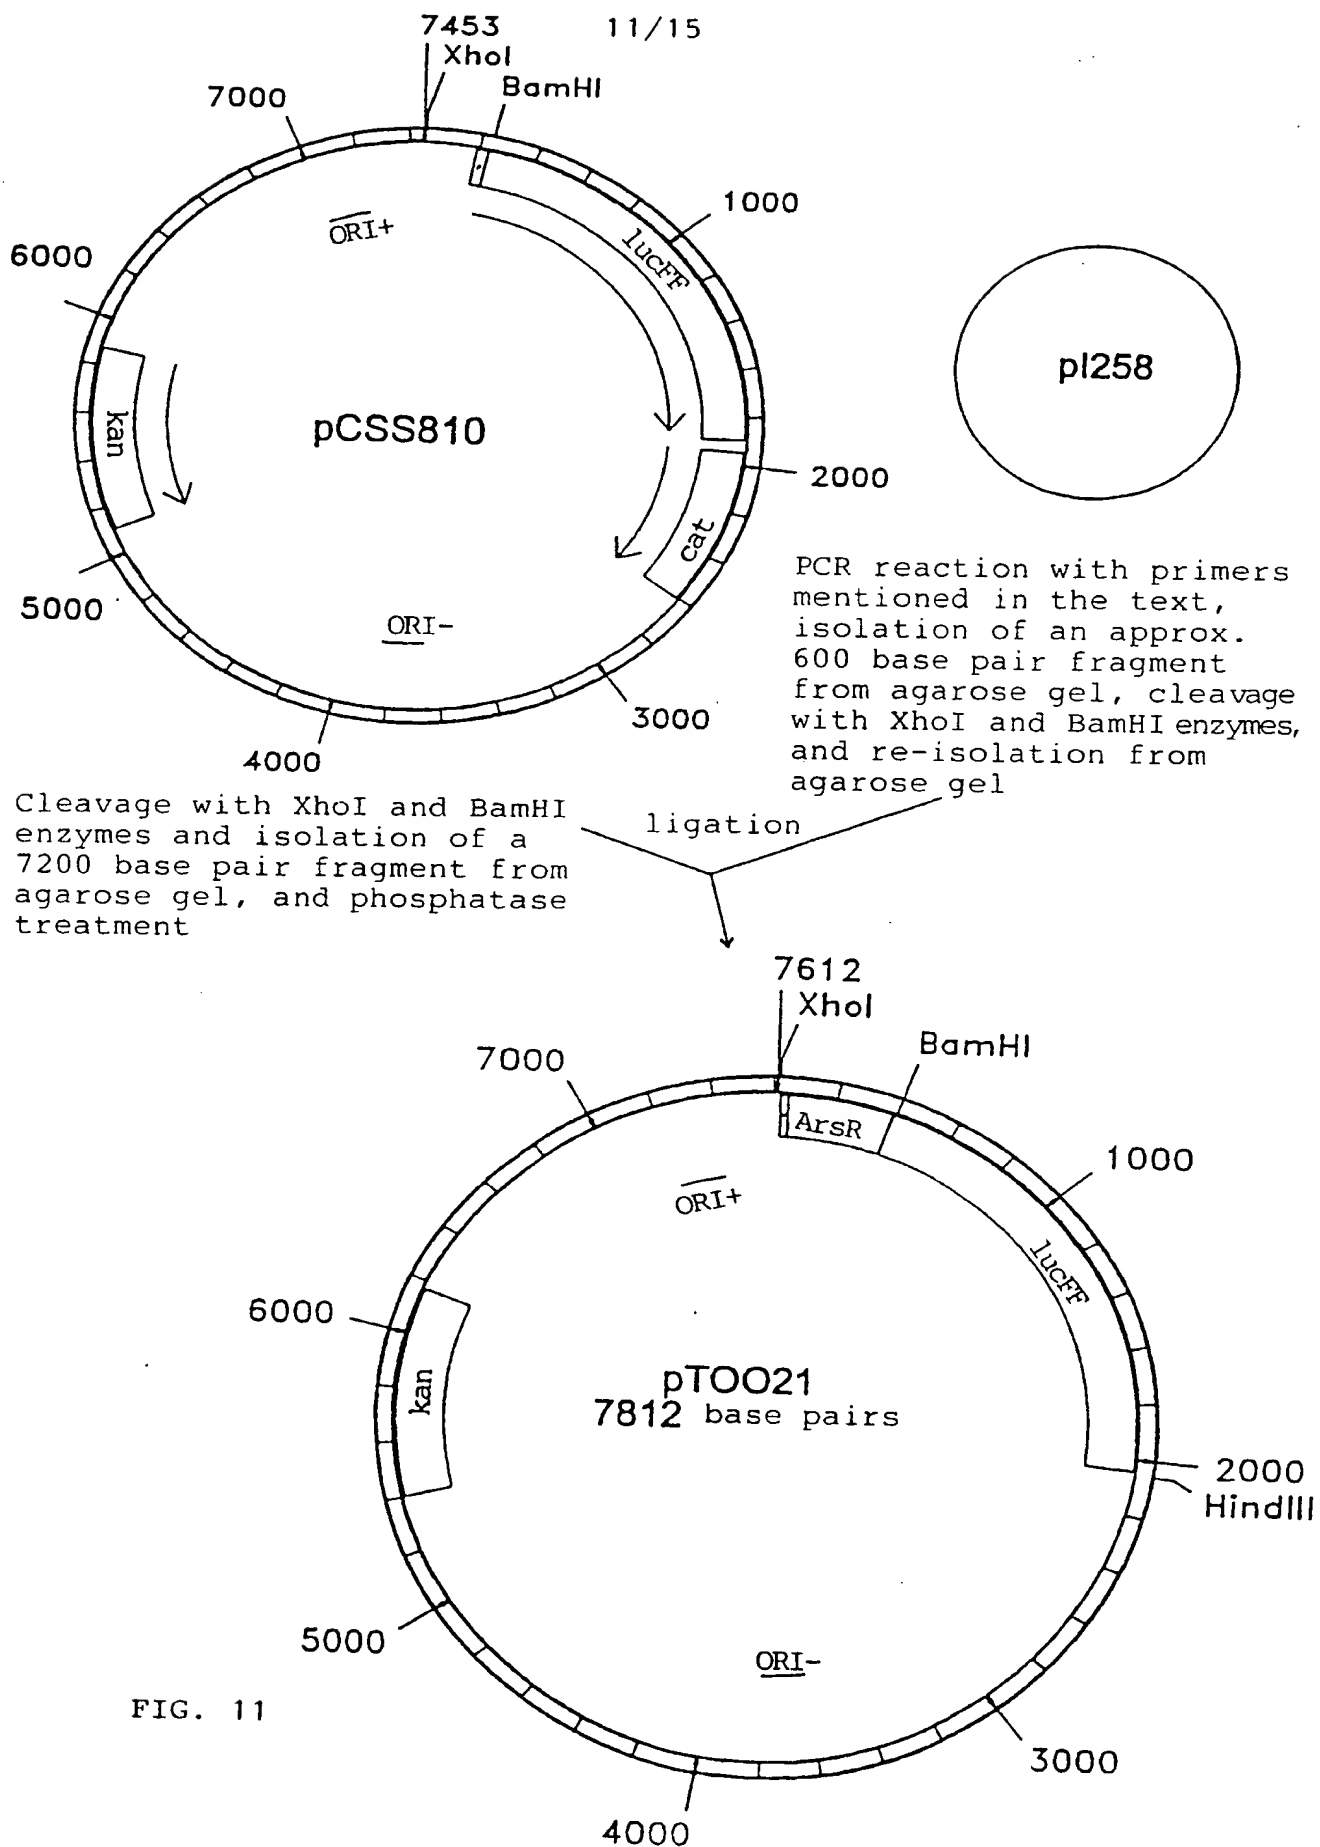 11/15
7453
XhoI
BamHI
7000
1000
ORI+
lucFF
6000
kan
pCSS810
pI258
2000
cat
5000
ORI-
3000
4000
PCR reaction with primers
mentioned in the text,
isolation of an approx.
600 base pair fragment
from agarose gel, cleavage
with XhoI and BamHI enzymes,
and re-isolation from
agarose gel
Cleavage with XhoI and BamHI
enzymes and isolation of a
7200 base pair fragment from
agarose gel, and phosphatase
treatment
ligation
7612
XhoI
BamHI
7000
ArsR
1000
ORI+
lucFF
6000
kan
pTOO21
7812 base pairs
2000
HindIII
5000
ORI-
3000
4000
FIG. 11